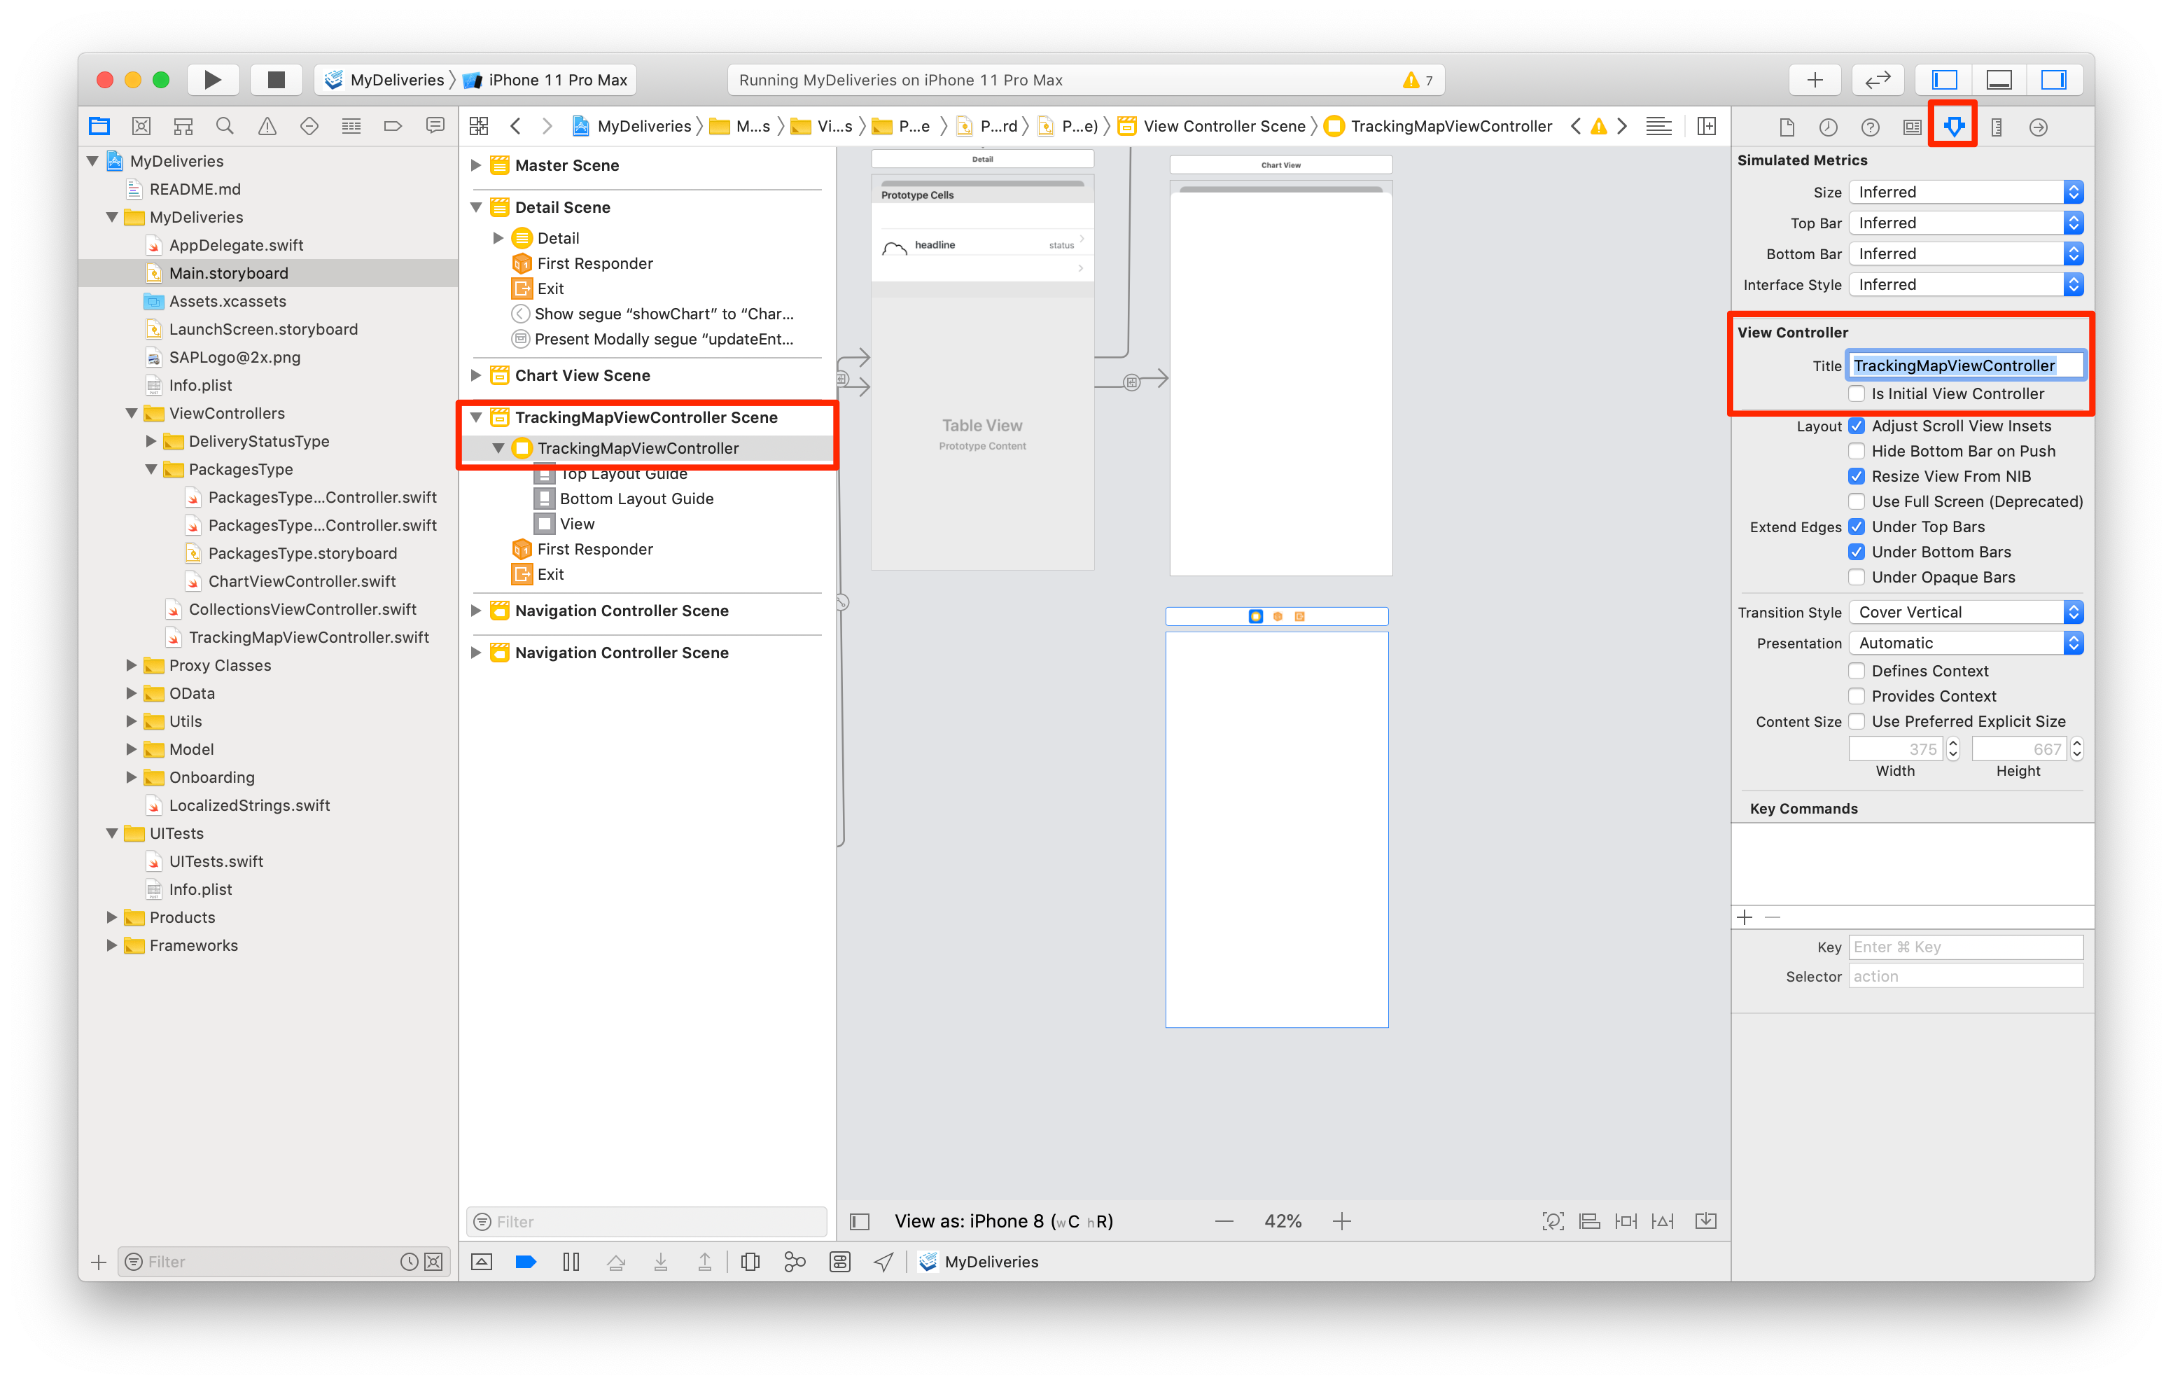 MyDeliveries iPhone 11 Pro Max
Running MyDeliveries on iPhone 11 Pro Max
7
MyDeliveries
README.md
MyDeliveries
AppDelegate.swift
Main.storyboard
Assets.xcassets
LaunchScreen.storyboard
SAPLogo@2x.png
Info.plist
ViewControllers
DeliveryStatusType
PackagesType
PackagesType...Controller.swift
PackagesType...Controller.swift
PackagesType.storyboard
ChartViewController.swift
CollectionsViewController.swift
TrackingMapViewController.swift
Proxy Classes
OData
Utils
Model
Onboarding
LocalizedStrings.swift
UITests
UITests.swift
Info.plist
Products
Frameworks
Filter
MyDeliveries M...s Vi...s P...e P...rd P...e) View Controller Scene TrackingMapViewController
Master Scene
Detail Scene
Detail
First Responder
Exit
Show segue “showChart” to “Char...
Present Modally segue “updateEnt...
Chart View Scene
TrackingMapViewController Scene
TrackingMapViewController
Top Layout Guide
Bottom Layout Guide
View
First Responder
Exit
Navigation Controller Scene
Navigation Controller Scene
Filter
Detail
Prototype Cells
headline
status
Table View
Prototype Content
Chart View
View as: iPhone 8 (wC hR)
42%
MyDeliveries
Simulated Metrics
Size Inferred
Top Bar Inferred
Bottom Bar Inferred
Interface Style Inferred
View Controller
Title TrackingMapViewController
Is Initial View Controller
Layout Adjust Scroll View Insets
Hide Bottom Bar on Push
Resize View From NIB
Use Full Screen (Deprecated)
Extend Edges Under Top Bars
Under Bottom Bars
Under Opaque Bars
Transition Style Cover Vertical
Presentation Automatic
Defines Context
Provides Context
Content Size Use Preferred Explicit Size
375 667
Width Height
Key Commands
Key Enter ⌘ Key
Selector action